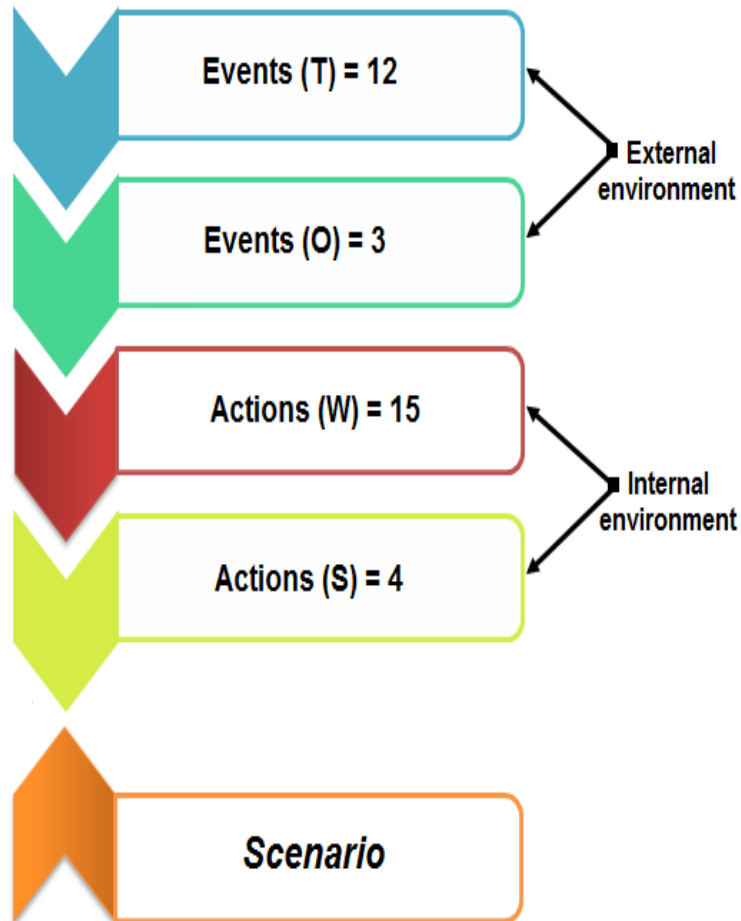 Events (T) = 12
External
environment
Events (O) = 3
Actions (W) = 15
Internal
environment
Actions (S) = 4
Scenario